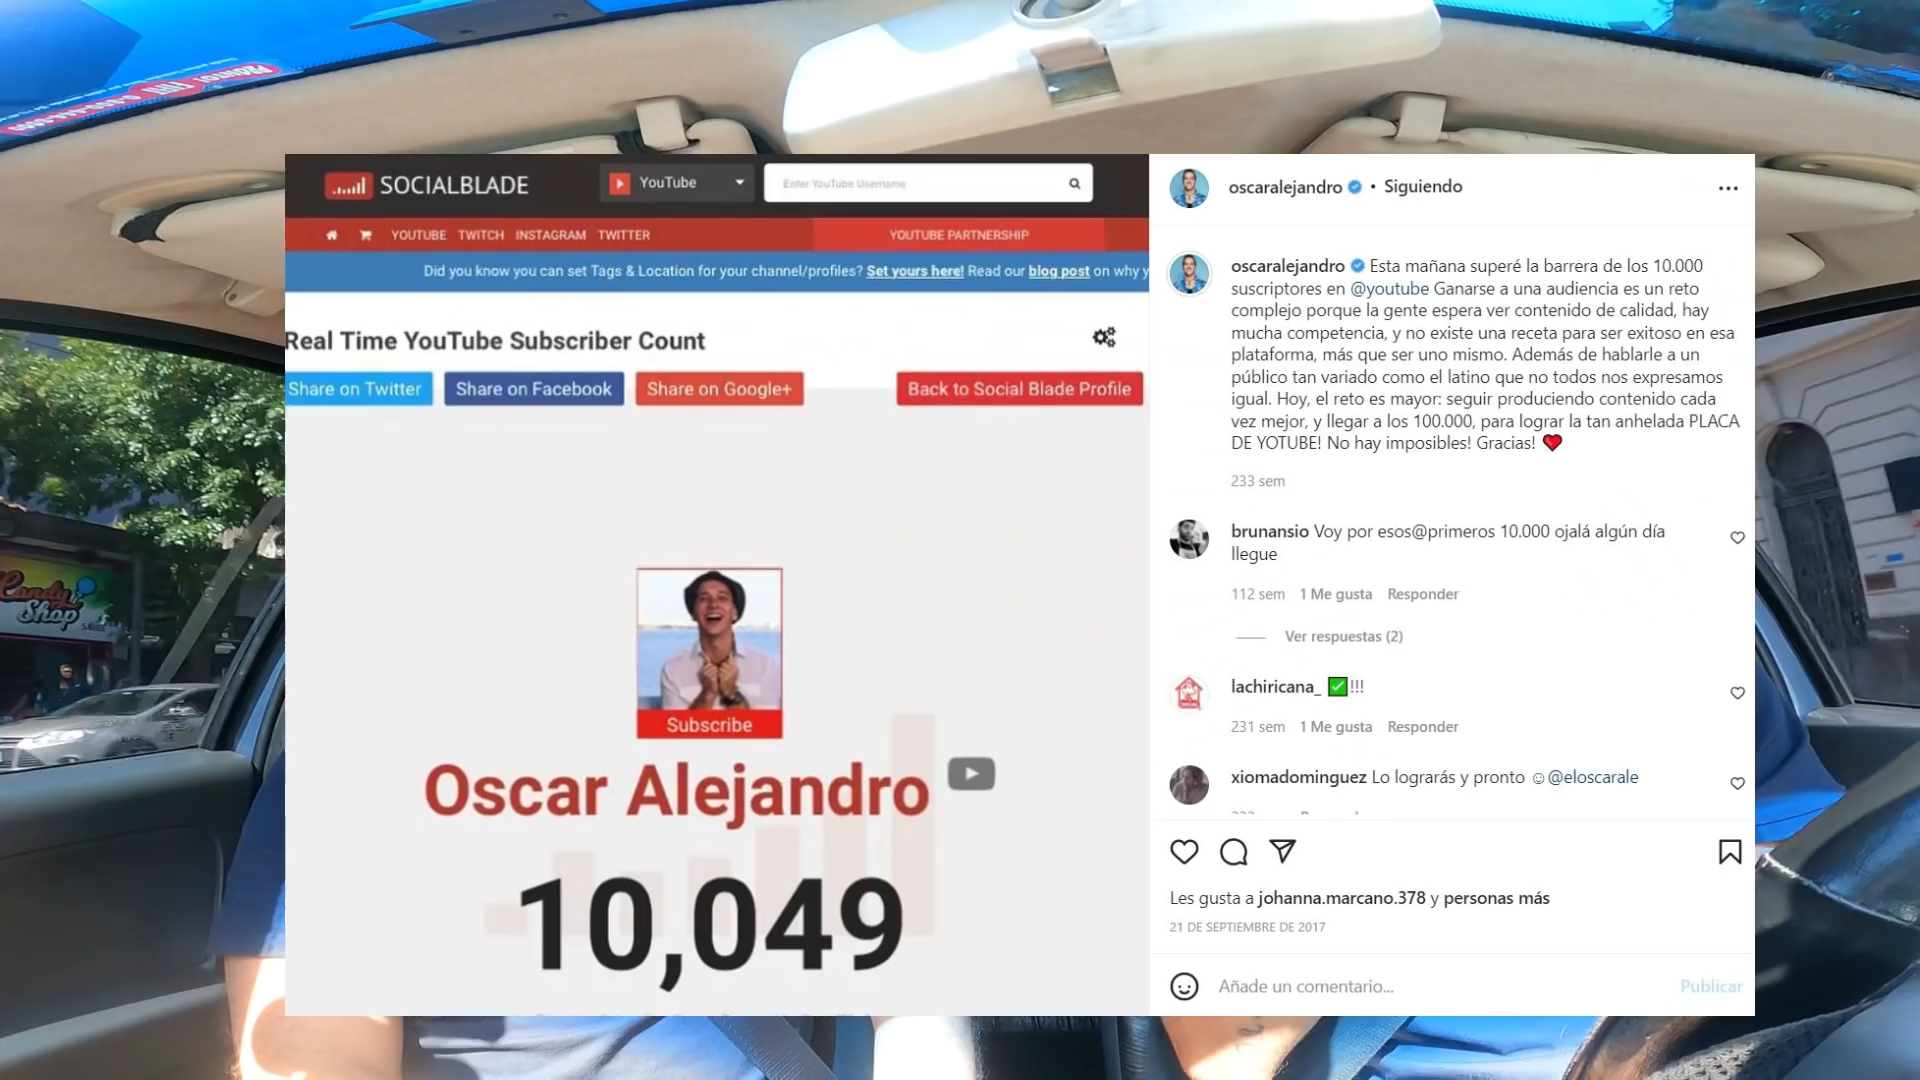 PRONTO! FIAT 0-800-444-8000
Candy
Shop
SOCIALBLADE
YouTube
Enter YouTube Username
YOUTUBE TWITCH INSTAGRAM TWITTER
YOUTUBE PARTNERSHIP
Did you know you can set Tags & Location for your channel/profiles? Set yours here! Read our blog post on why y
Real Time YouTube Subscriber Count
Share on Twitter
Share on Facebook
Share on Google+
Back to Social Blade Profile
Subscribe
Oscar Alejandro
10,049
oscaralejandro • Siguiendo
oscaralejandro Esta mañana superé la barrera de los 10.000
suscriptores en @youtube Ganarse a una audiencia es un reto
complejo porque la gente espera ver contenido de calidad, hay
mucha competencia, y no existe una receta para ser exitoso en esa
plataforma, más que ser uno mismo. Además de hablarle a un
público tan variado como el latino que no todos nos expresamos
igual. Hoy, el reto es mayor: seguir produciendo contenido cada
vez mejor, y llegar a los 100.000, para lograr la tan anhelada PLACA
DE YOTUBE! No hay imposibles! Gracias! ❤️
233 sem
brunansio Voy por esos@primeros 10.000 ojalá algún día
llegue
112 sem 1 Me gusta Responder
Ver respuestas (2)
lachiricana_ ✅!!!
231 sem 1 Me gusta Responder
xiomadominguez Lo lograrás y pronto ☺@eloscarale
Les gusta a johanna.marcano.378 y personas más
21 DE SEPTIEMBRE DE 2017
Añade un comentario...
Publicar